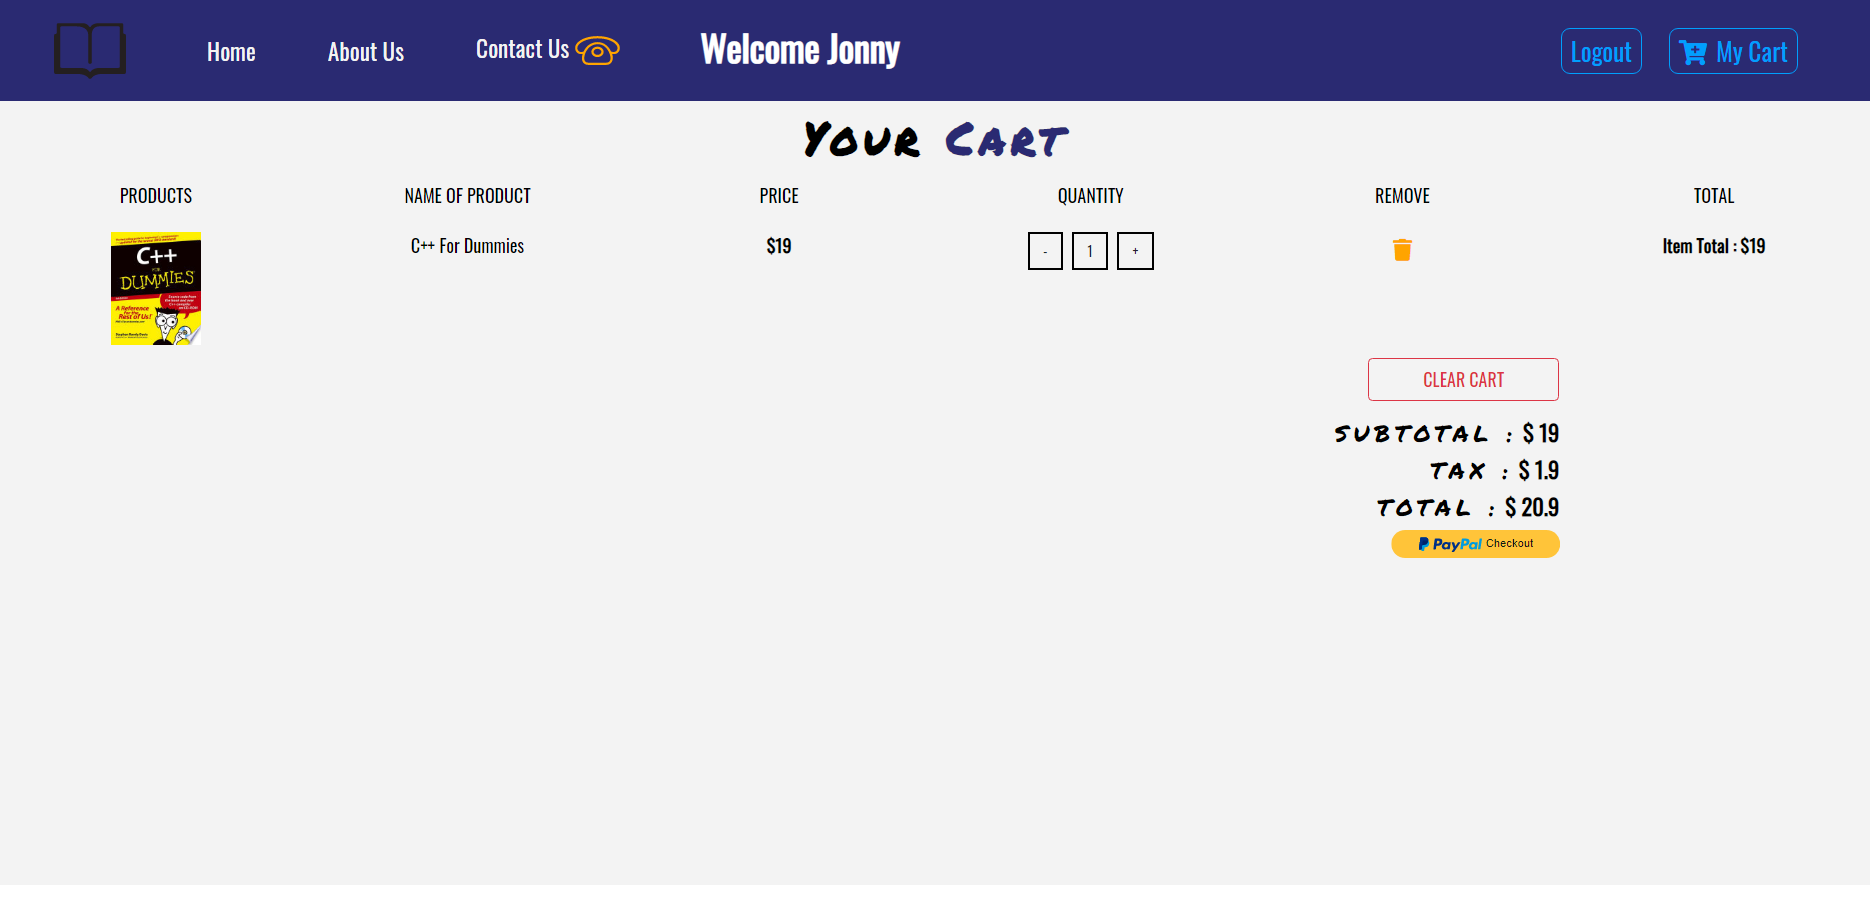 Home
About Us
Contact Us
Welcome Jonny
Logout
My Cart
YOUR CART
PRODUCTS
NAME OF PRODUCT
PRICE
QUANTITY
REMOVE
TOTAL
C++
FOR
DUMMIES
A Reference
for the
Rest of Us!
C++ For Dummies
$19
-
1
+
Item Total : $19
CLEAR CART
SUBTOTAL : $ 19
TAX : $ 1.9
TOTAL : $ 20.9
PayPal Checkout